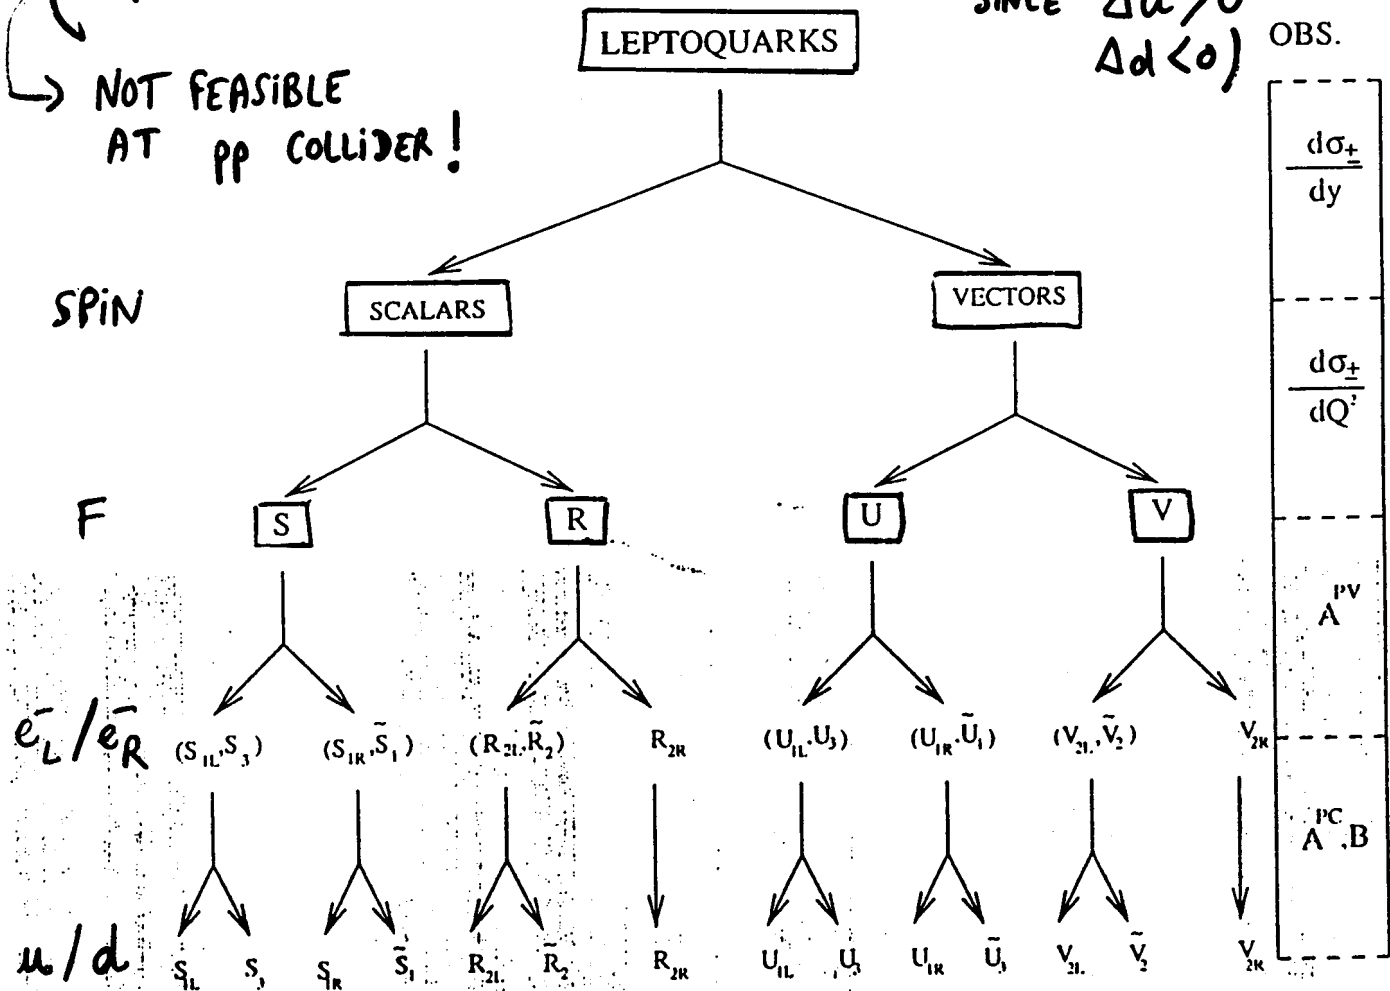 SINCE Δu > 0
LEPTOQUARKS
Δd < 0)
OBS.
→ NOT FEASIBLE
AT pp COLLIDER!
dσ±
dy
SPIN
SCALARS
VECTORS
dσ±
dQ²
F
S
R
U
V
A^PV
e⁻_L / e⁻_R
(S_1L, S_3)
(S_1R, S̃_1)
(R_2L, R̃_2)
R_2R
(U_1L, U_3)
(U_1R, Ũ_1)
(V_2L, Ṽ_2)
V_2R
A^PC, B
u/d
S_1L
S_3
S_1R
S̃_1
R_2L
R̃_2
R_2R
U_1L
U_3
U_1R
Ũ_1
V_2L
Ṽ_2
V_2R